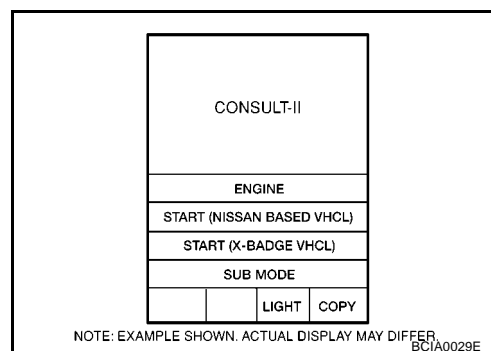 CONSULT-II
ENGINE
START (NISSAN BASED VHCL)
START (X-BADGE VHCL)
SUB MODE
LIGHT COPY
NOTE: EXAMPLE SHOWN. ACTUAL DISPLAY MAY DIFFER.
BCIA0029E